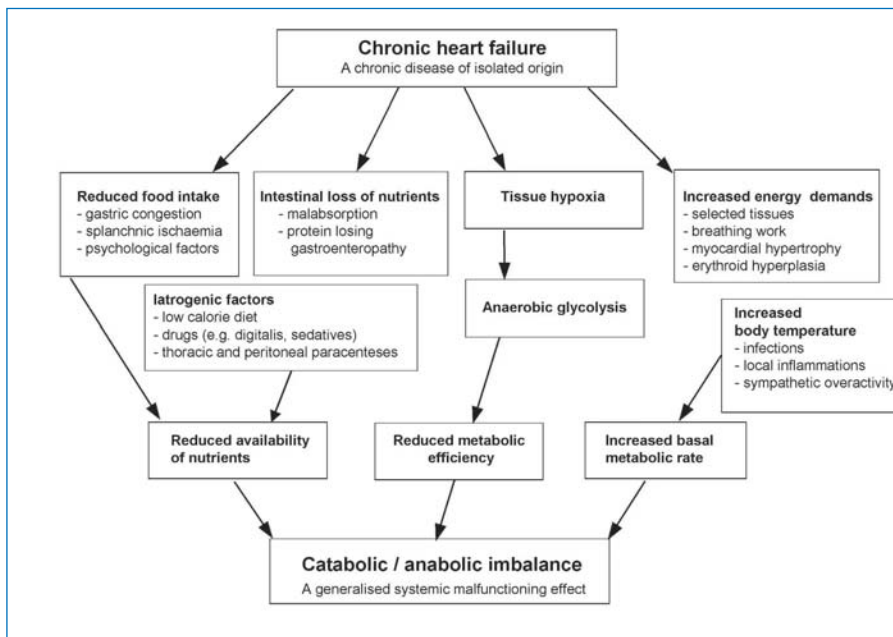 Chronic heart failure
A chronic disease of isolated origin
Reduced food intake
- gastric congestion
- splanchnic ischaemia
- psychological factors
Intestinal loss of nutrients
- malabsorption
- protein losing
gastroenteropathy
Tissue hypoxia
Increased energy demands
- selected tissues
- breathing work
- myocardial hypertrophy
- erythroid hyperplasia
Iatrogenic factors
- low calorie diet
- drugs (e.g. digitalis, sedatives)
- thoracic and peritoneal paracenteses
Anaerobic glycolysis
Increased
body temperature
- infections
- local inflammations
- sympathetic overactivity
Reduced availability
of nutrients
Reduced metabolic
efficiency
Increased basal
metabolic rate
Catabolic / anabolic imbalance
A generalised systemic malfunctioning effect